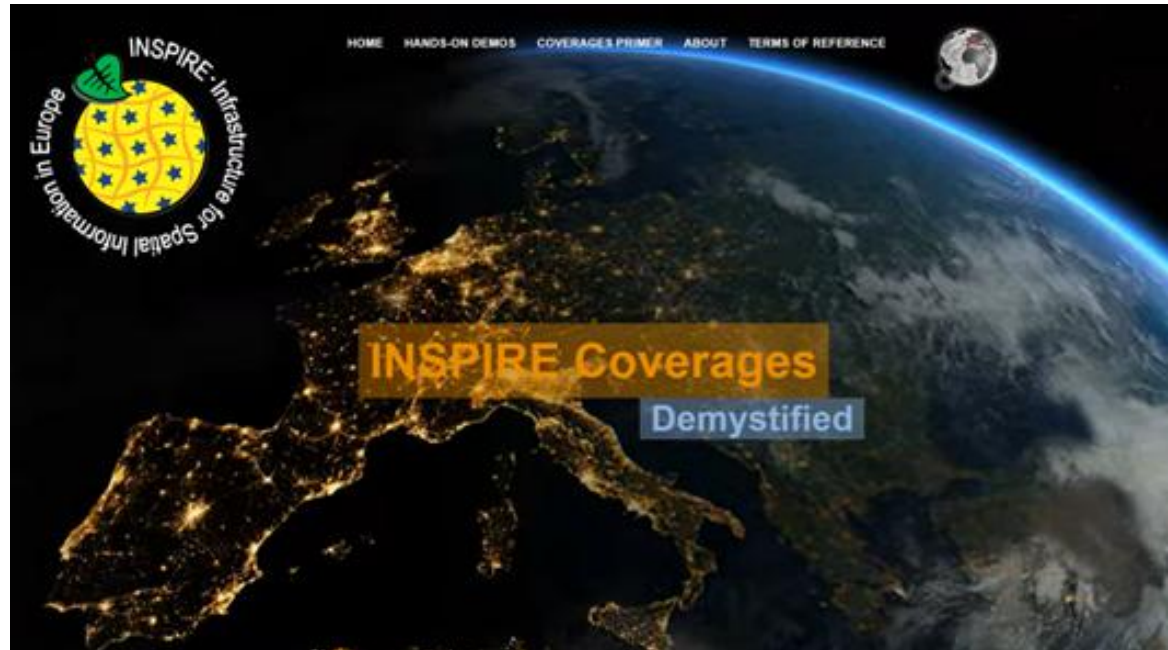 INSPIRE · Infrastructure for Spatial Information in Europe
HOME HANDS-ON DEMOS COVERAGES PRIMER ABOUT TERMS OF REFERENCE
INSPIRE Coverages
Demystified